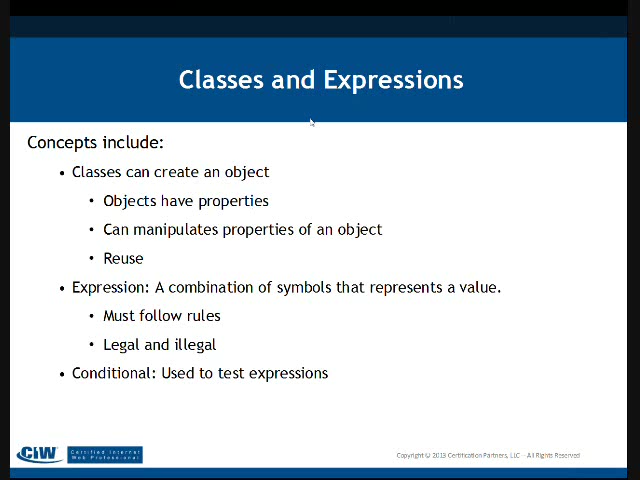 Classes and Expressions
Concepts include:
• Classes can create an object
• Objects have properties
• Can manipulates properties of an object
• Reuse
• Expression: A combination of symbols that represents a value.
• Must follow rules
• Legal and illegal
• Conditional: Used to test expressions
CIW Certified Internet
Web Professional
Copyright © 2013 Certification Partners, LLC - All Rights Reserved